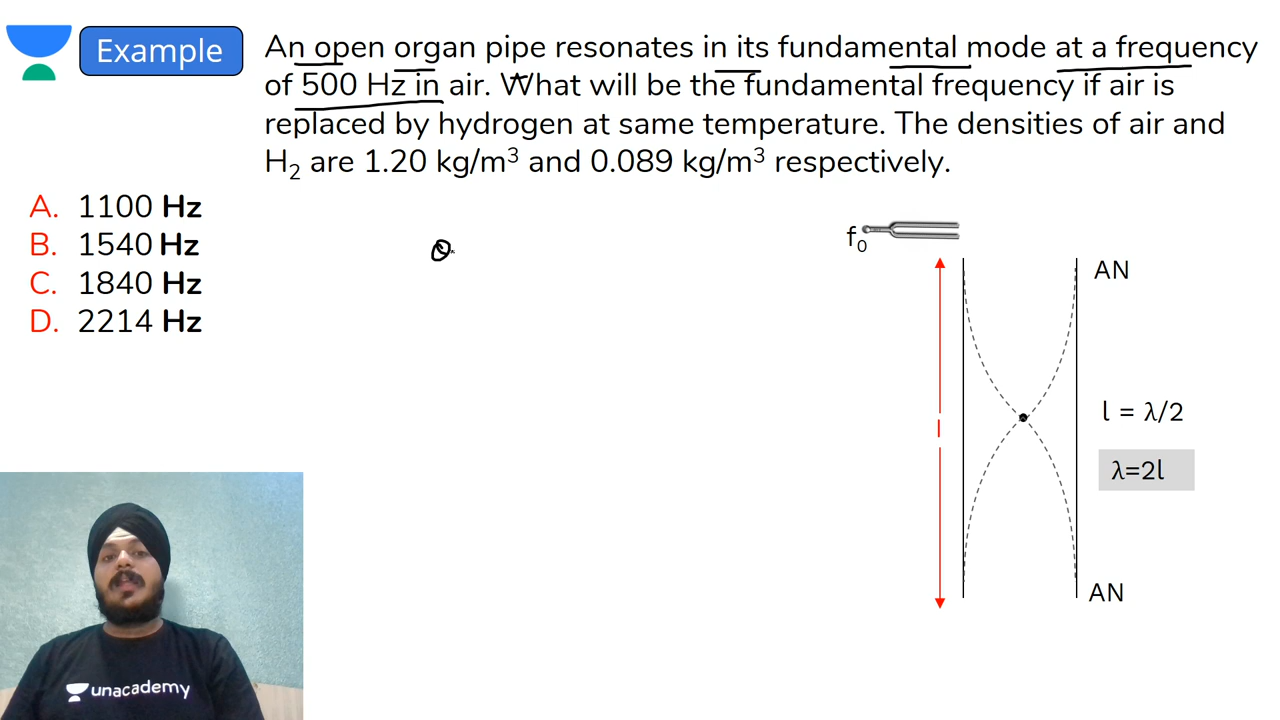 Example
An open organ pipe resonates in its fundamental mode at a frequency
of 500 Hz in air. What will be the fundamental frequency if air is
replaced by hydrogen at same temperature. The densities of air and
H₂ are 1.20 kg/m³ and 0.089 kg/m³ respectively.
A. 1100 Hz
B. 1540 Hz
C. 1840 Hz
D. 2214 Hz
f₀
AN
l
l = λ/2
λ=2l
AN
unacademy